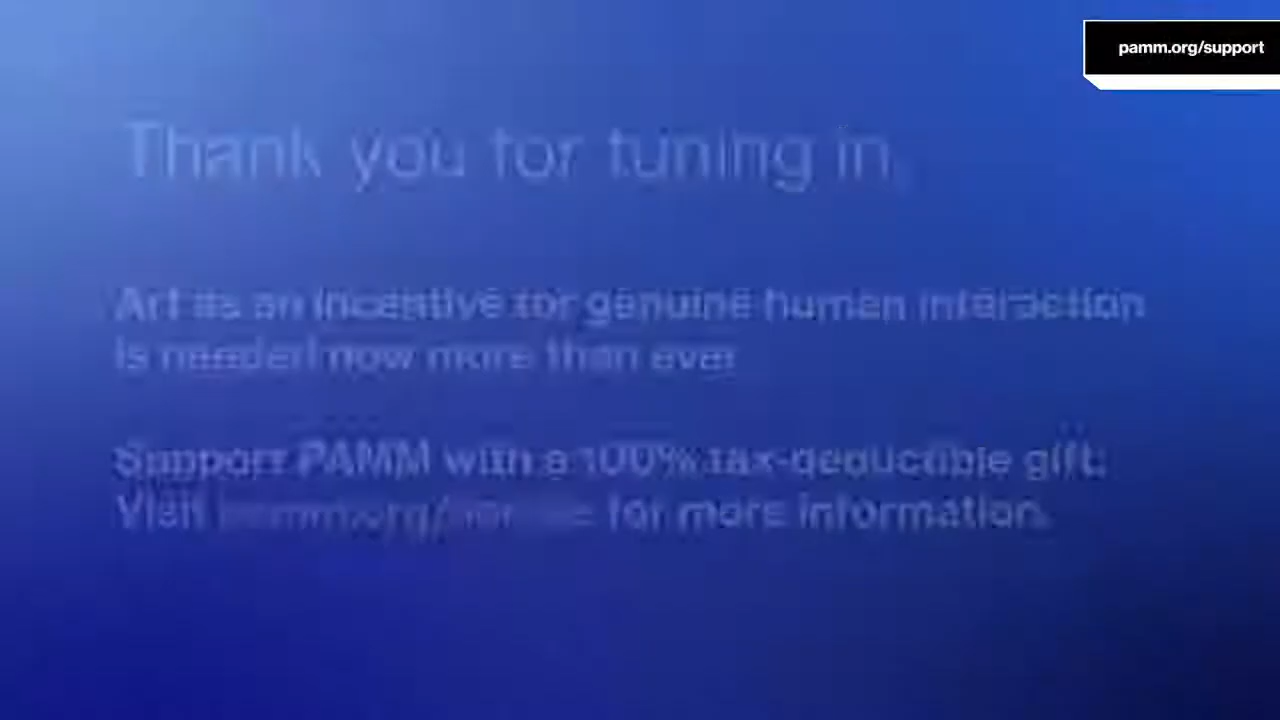 pamm.org/support
Thank you for tuning in.
Art as an incentive for genuine human interaction
is needed now more than ever
Support PAMM with a 100% tax-deductible gift.
Visit for more information.